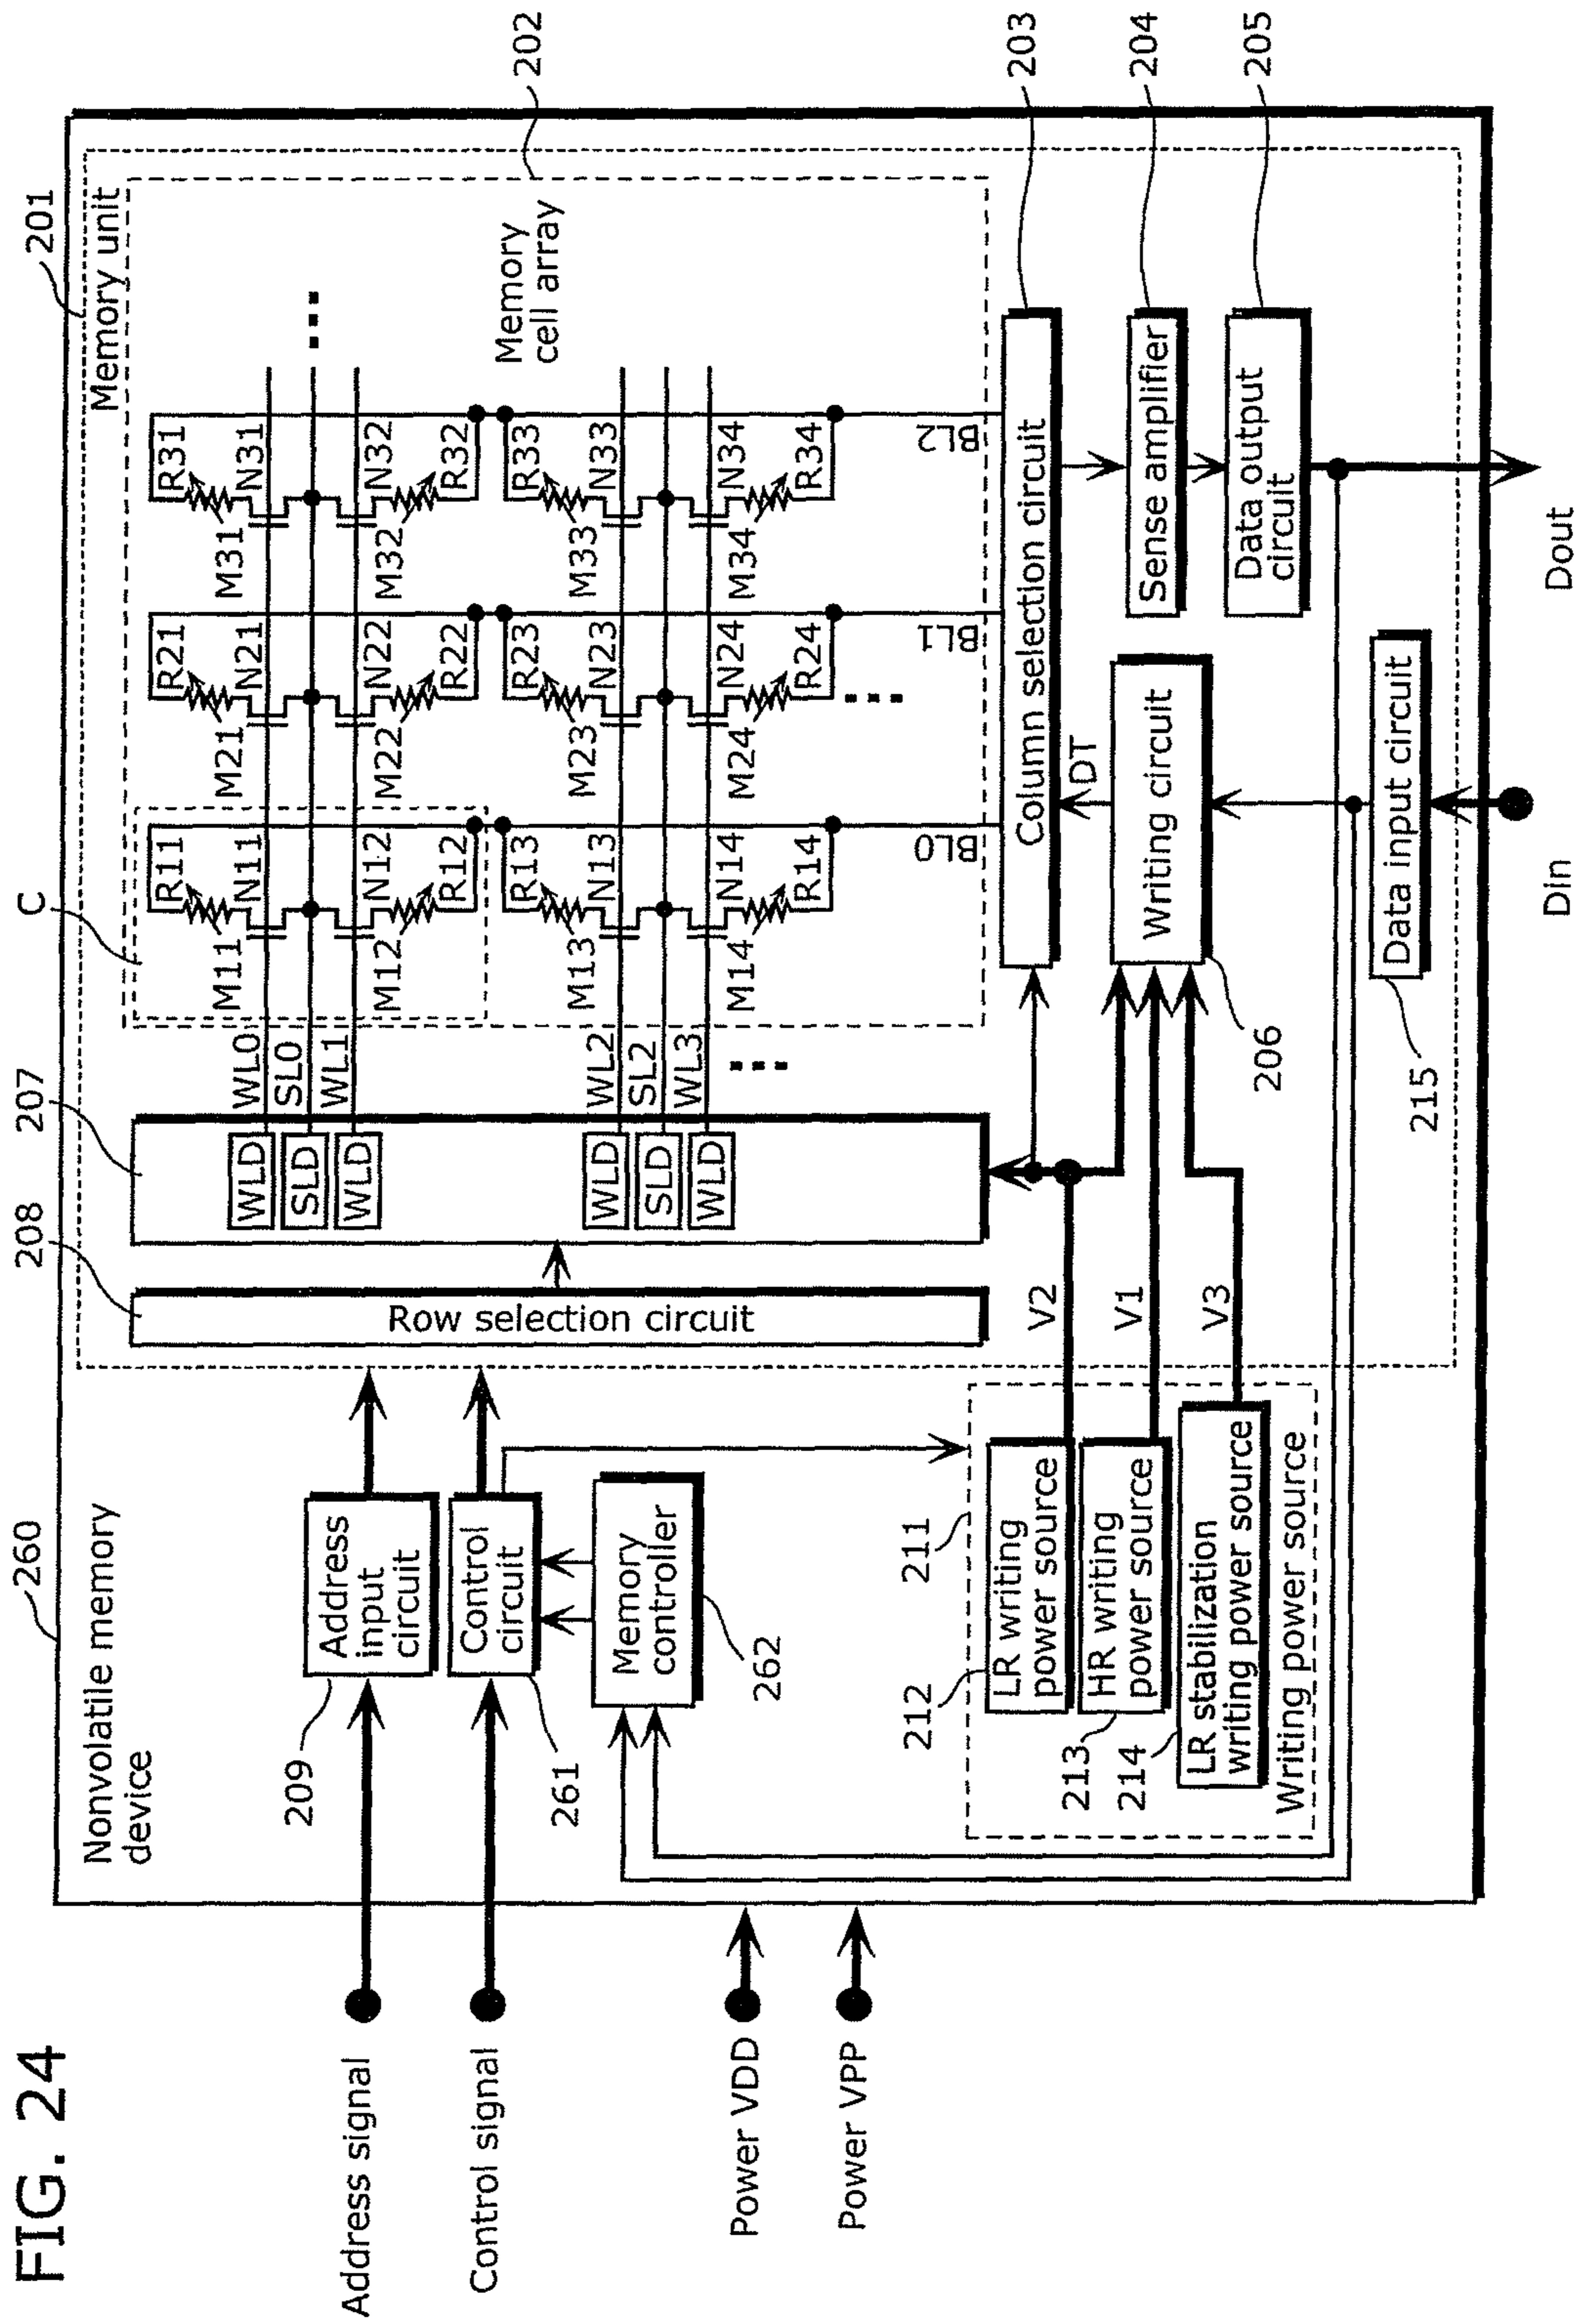 FIG. 24
260
Nonvolatile memory
device
201
Memory unit
C
207
208
202
Memory
cell array
R11
R21
R31
M11
N11
M21
N21
M31
N31
WLD
WL0
SLD
SL0
WLD
WL1
M12
N12
M22
N22
M32
N32
R12
R22
R32
R13
R23
R33
M13
N13
M23
N23
M33
N33
WLD
WL2
SLD
SL2
WLD
WL3
M14
N14
M24
N24
M34
N34
R14
R24
R34
BL0
BL1
BL2
Row selection circuit
Address signal
209
Address
input
circuit
Control signal
261
Control
circuit
Memory
controller
262
Power VDD
Power VPP
211
212
LR writing
power source
V2
213
HR writing
power source
V1
214
LR stabilization
writing power source
V3
Writing power source
Column selection circuit
203
DT
Writing circuit
206
Sense amplifier
204
Data output
circuit
205
215
Data input circuit
Din
Dout